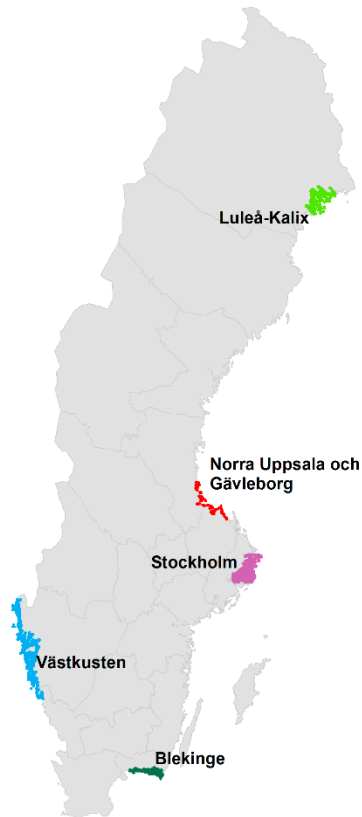 Luleå-Kalix
Norra Uppsala och
Gävleborg
Stockholm
Västkusten
Blekinge